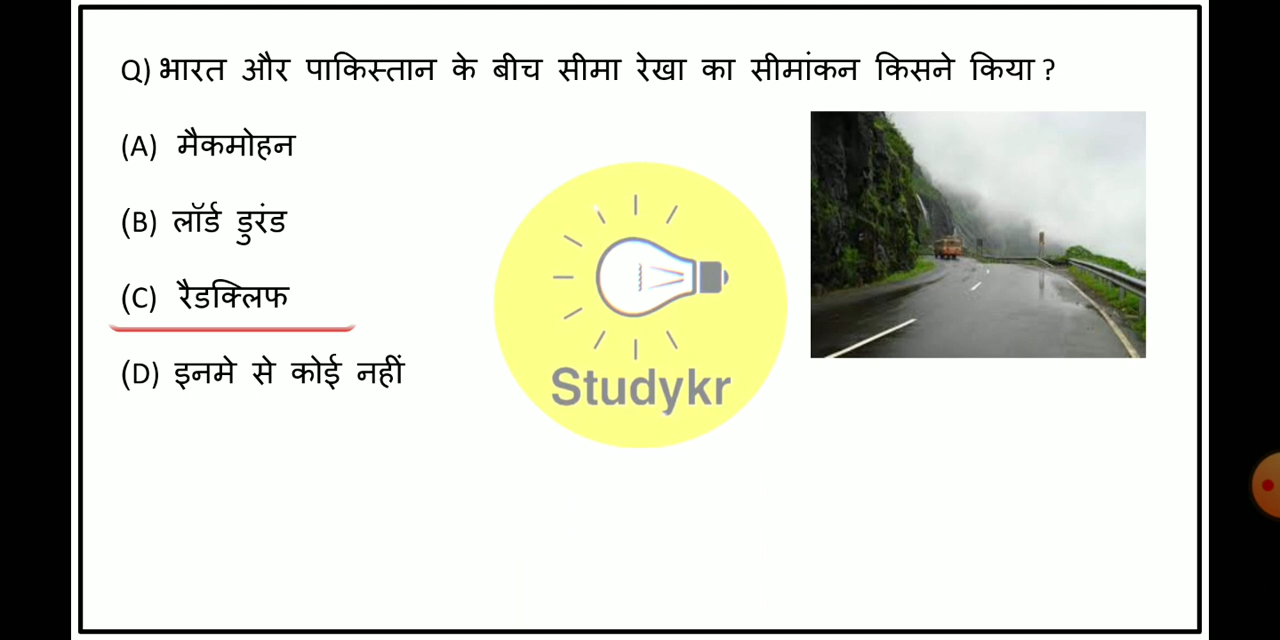 Q) भारत और पाकिस्तान के बीच सीमा रेखा का सीमांकन किसने किया ?
(A) मैकमोहन
(B) लॉर्ड डुरंड
(C) रैडक्लिफ
(D) इनमे से कोई नहीं
Studykr